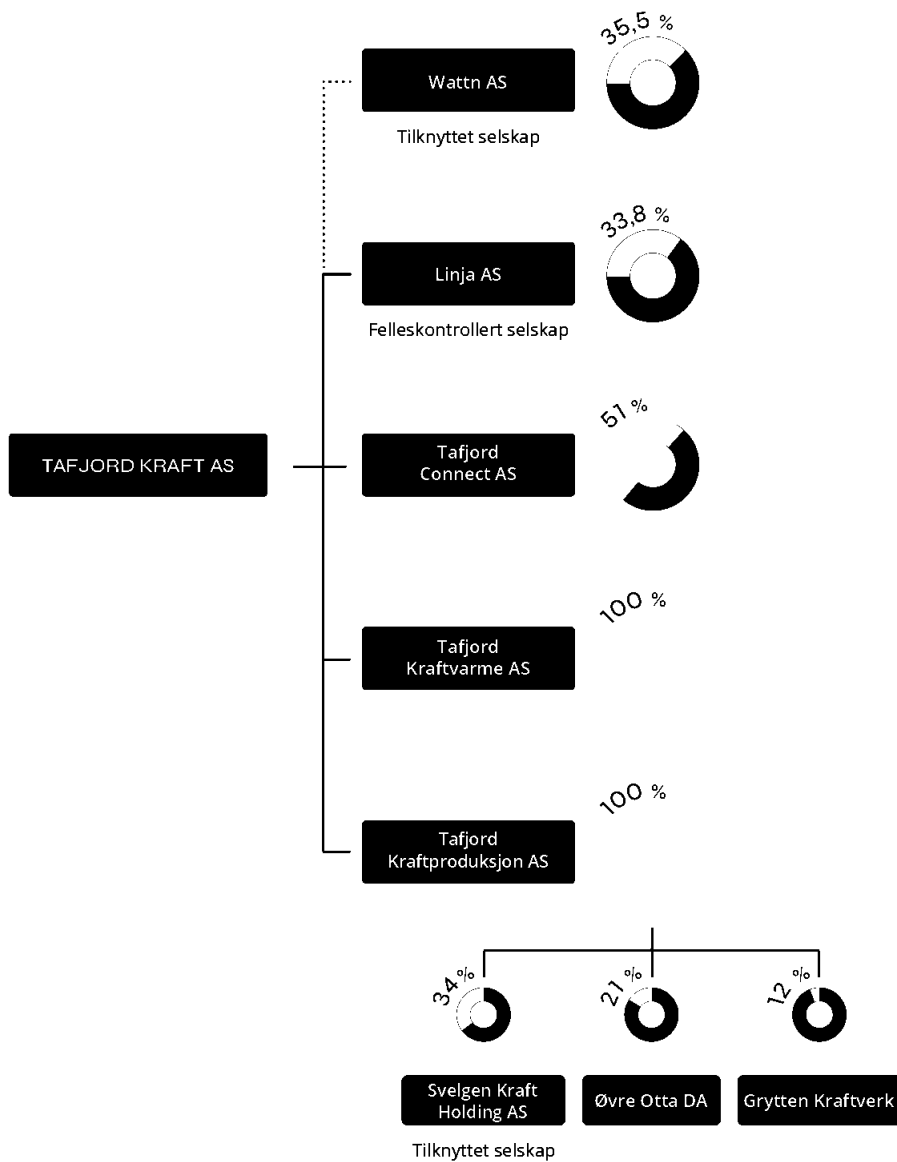 35,5 %
Wattn AS
Tilknyttet selskap
33,8 %
Linja AS
Felleskontrollert selskap
TAFJORD KRAFT AS
51 %
Tafjord
Connect AS
100 %
Tafjord
Kraftvarme AS
100 %
Tafjord
Kraftproduksjon AS
34 %
21 %
12 %
Svelgen Kraft
Holding AS
Øvre Otta DA
Grytten Kraftverk
Tilknyttet selskap